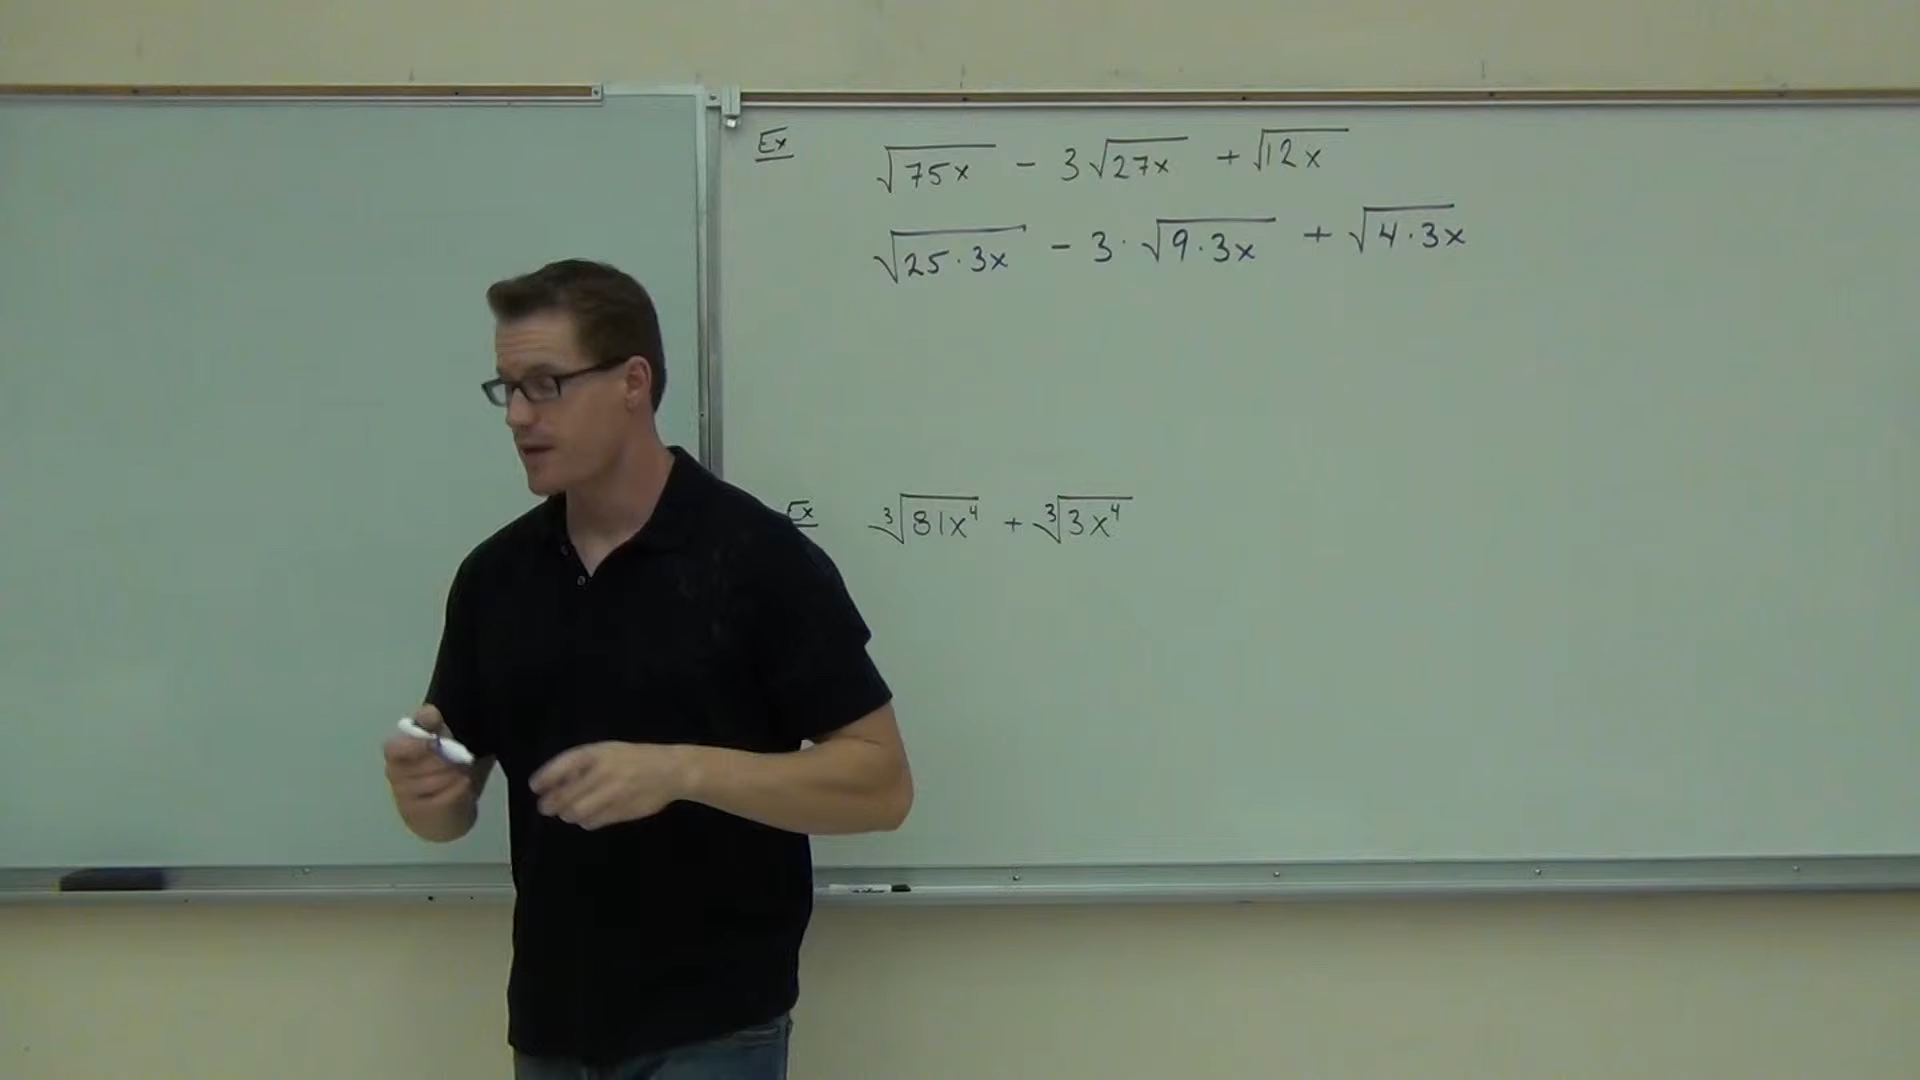 Ex √75x - 3√27x + √12x
√25·3x - 3·√9·3x + √4·3x
Ex ∛81x⁴ + ∛3x⁴